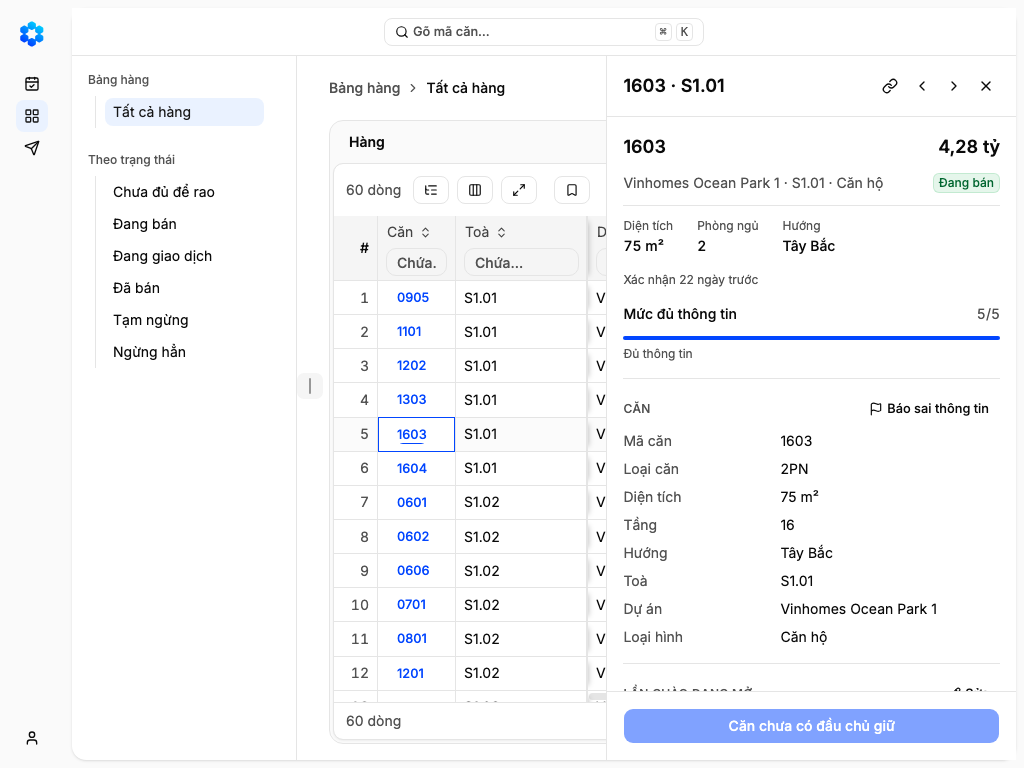 Gõ mã căn... ⌘ K
Bảng hàng
Tất cả hàng
Theo trạng thái
Chưa đủ để rao
Đang bán
Đang giao dịch
Đã bán
Tạm ngừng
Ngừng hẳn
Bảng hàng > Tất cả hàng
Hàng
60 dòng
# Căn Toà
Chứa. Chứa...
1 0905 S1.01 V
2 1101 S1.01 V
3 1202 S1.01 V
4 1303 S1.01 V
5 1603 S1.01 V
6 1604 S1.01 V
7 0601 S1.02 V
8 0602 S1.02 V
9 0606 S1.02 V
10 0701 S1.02 V
11 0801 S1.02 V
12 1201 S1.02 V
60 dòng
1603 · S1.01
1603 4,28 tỷ
Vinhomes Ocean Park 1 · S1.01 · Căn hộ Đang bán
Diện tích Phòng ngủ Hướng
75 m² 2 Tây Bắc
Xác nhận 22 ngày trước
Mức đủ thông tin 5/5
Đủ thông tin
CĂN Báo sai thông tin
Mã căn 1603
Loại căn 2PN
Diện tích 75 m²
Tầng 16
Hướng Tây Bắc
Toà S1.01
Dự án Vinhomes Ocean Park 1
Loại hình Căn hộ
Căn chưa có đầu chủ giữ